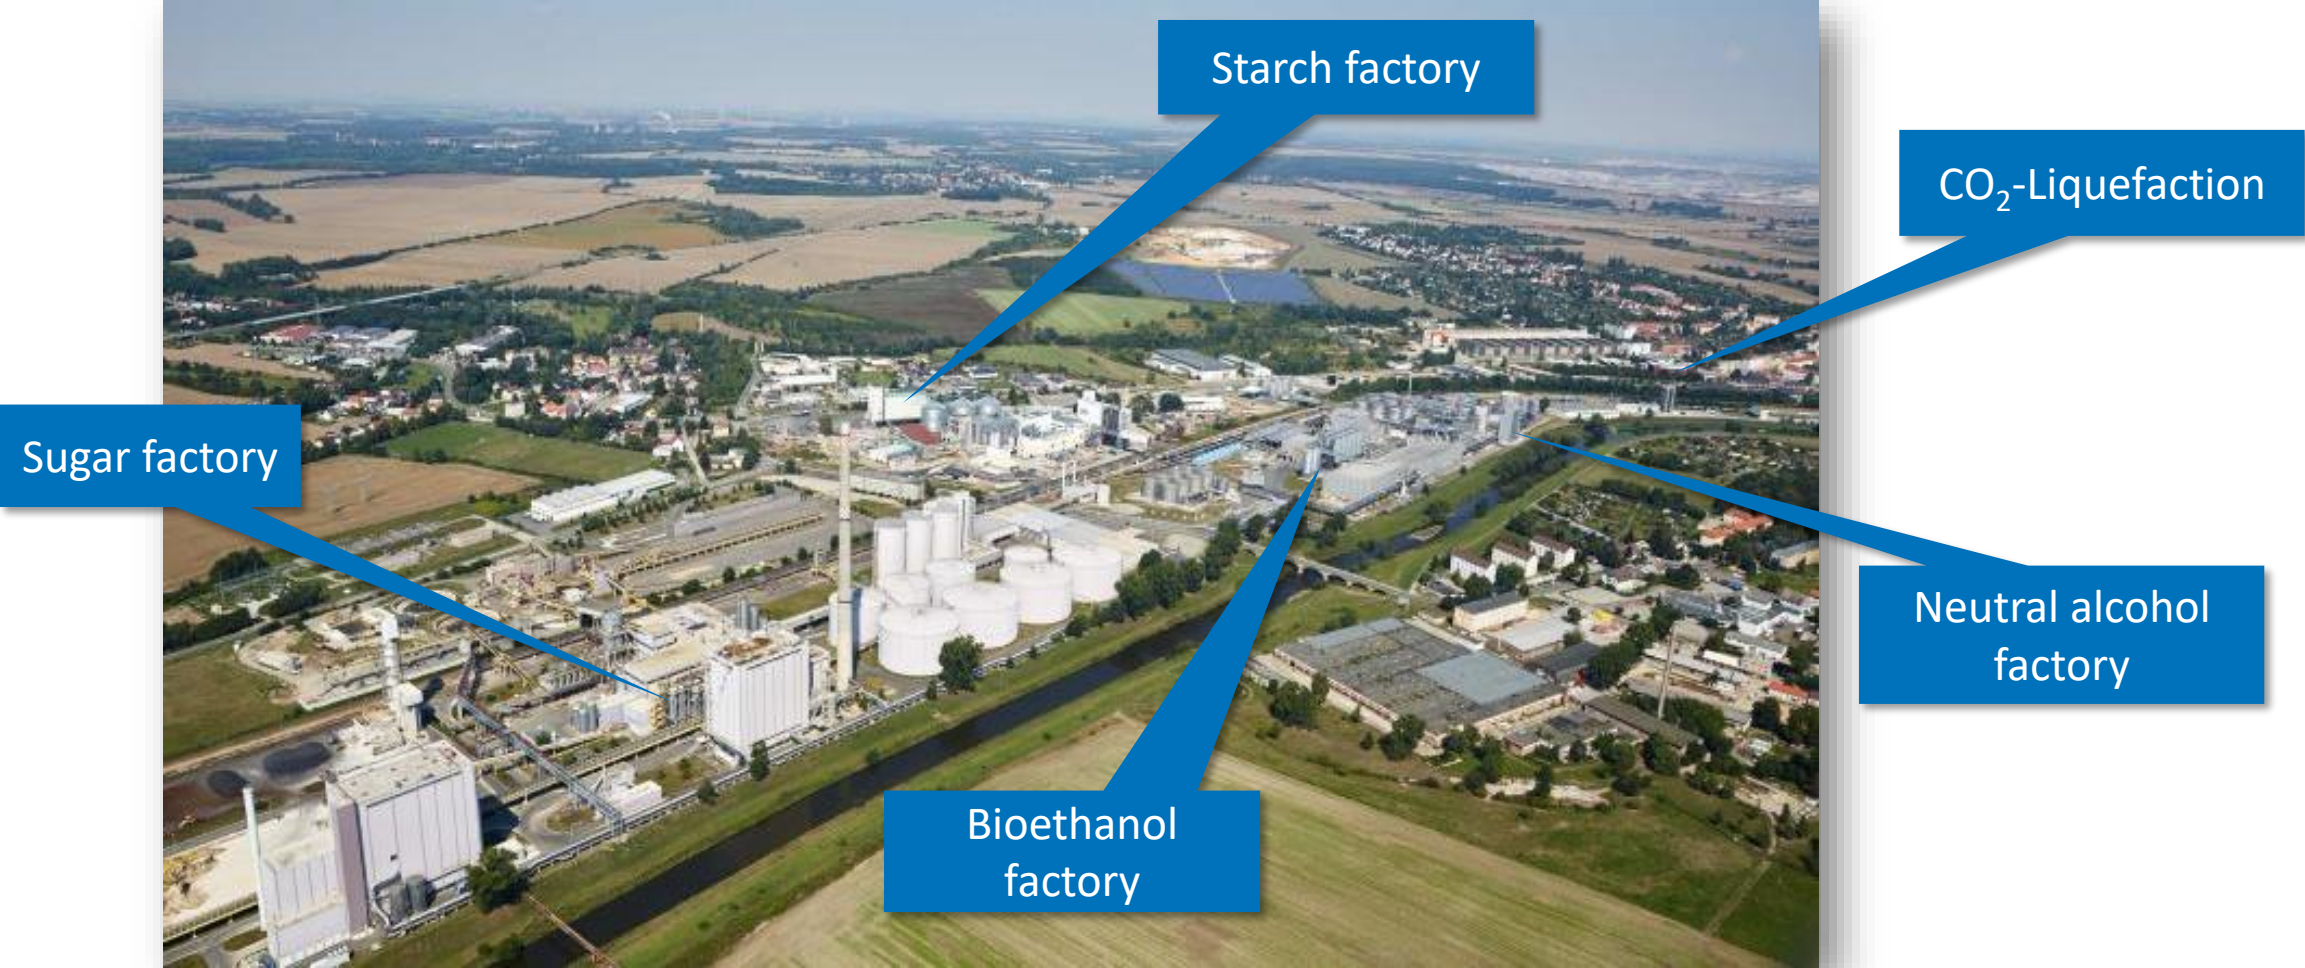 Starch factory
CO₂-Liquefaction
Sugar factory
Neutral alcohol
factory
Bioethanol
factory